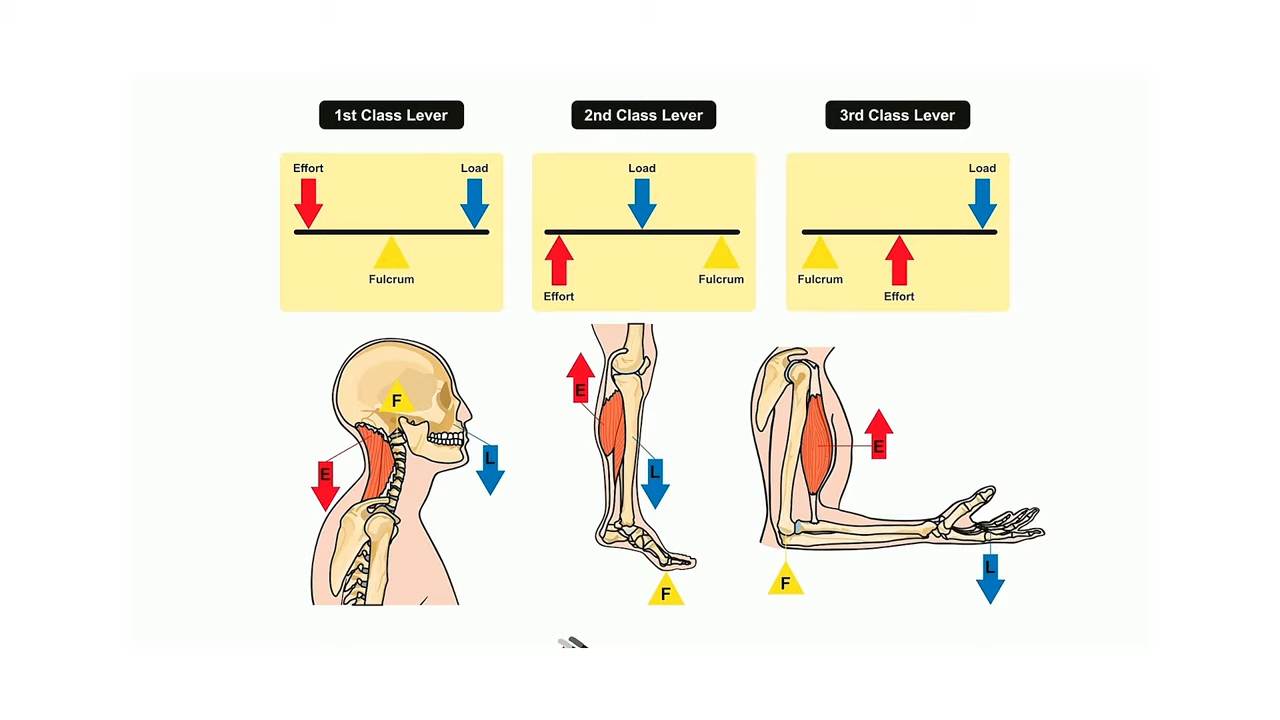 1st Class Lever
2nd Class Lever
3rd Class Lever
Effort
Load
Fulcrum
Load
Effort
Fulcrum
Load
Fulcrum
Effort
F
E
L
E
L
F
E
F
L